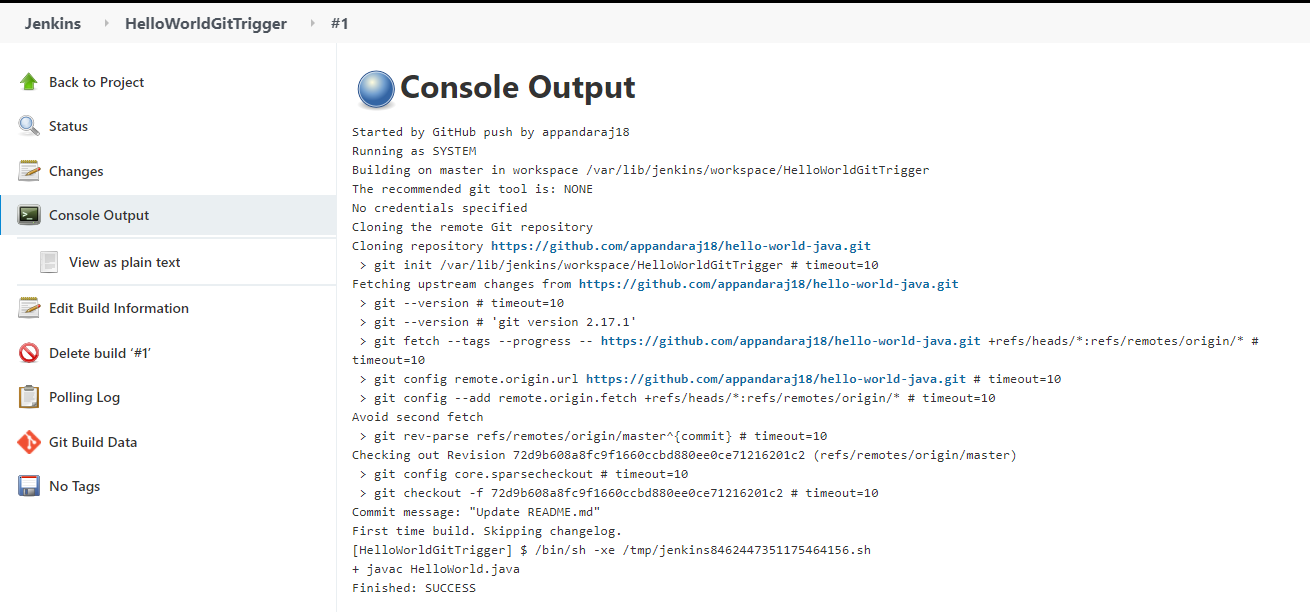 Jenkins HelloWorldGitTrigger #1
Back to Project
Status
Changes
Console Output
View as plain text
Edit Build Information
Delete build ‘#1’
Polling Log
Git Build Data
No Tags
Console Output
Started by GitHub push by appandaraj18
Running as SYSTEM
Building on master in workspace /var/lib/jenkins/workspace/HelloWorldGitTrigger
The recommended git tool is: NONE
No credentials specified
Cloning the remote Git repository
Cloning repository https://github.com/appandaraj18/hello-world-java.git
> git init /var/lib/jenkins/workspace/HelloWorldGitTrigger # timeout=10
Fetching upstream changes from https://github.com/appandaraj18/hello-world-java.git
> git --version # timeout=10
> git --version # 'git version 2.17.1'
> git fetch --tags --progress -- https://github.com/appandaraj18/hello-world-java.git +refs/heads/*:refs/remotes/origin/* #
timeout=10
> git config remote.origin.url https://github.com/appandaraj18/hello-world-java.git # timeout=10
> git config --add remote.origin.fetch +refs/heads/*:refs/remotes/origin/* # timeout=10
Avoid second fetch
> git rev-parse refs/remotes/origin/master^{commit} # timeout=10
Checking out Revision 72d9b608a8fc9f1660ccbd880ee0ce71216201c2 (refs/remotes/origin/master)
> git config core.sparsecheckout # timeout=10
> git checkout -f 72d9b608a8fc9f1660ccbd880ee0ce71216201c2 # timeout=10
Commit message: "Update README.md"
First time build. Skipping changelog.
[HelloWorldGitTrigger] $ /bin/sh -xe /tmp/jenkins8462447351175464156.sh
+ javac HelloWorld.java
Finished: SUCCESS